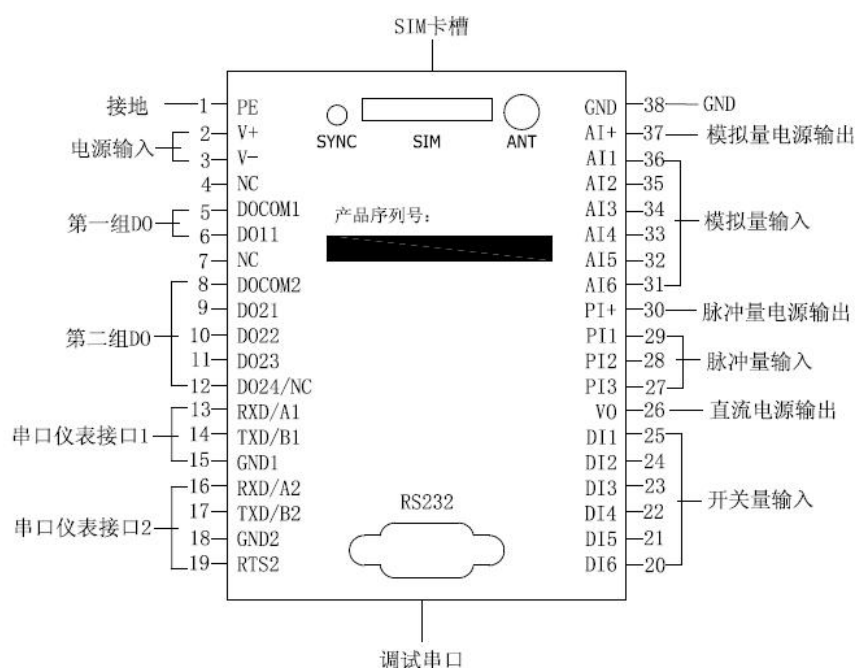 SIM卡槽
接地 1 PE
电源输入
2 V+
3 V-
4 NC
第一组DO
5 DOCOM1
6 DO11
7 NC
第二组DO
8 DOCOM2
9 DO21
10 DO22
11 DO23
12 DO24/NC
串口仪表接口1
13 RXD/A1
14 TXD/B1
15 GND1
串口仪表接口2
16 RXD/A2
17 TXD/B2
18 GND2
19 RTS2
SYNC SIM ANT
产品序列号:
RS232
GND 38 GND
AI+ 37 模拟量电源输出
AI1 36
AI2 35
AI3 34
AI4 33
AI5 32
AI6 31
模拟量输入
PI+ 30 脉冲量电源输出
PI1 29
PI2 28
PI3 27
脉冲量输入
VO 26 直流电源输出
DI1 25
DI2 24
DI3 23
DI4 22
DI5 21
DI6 20
开关量输入
调试串口